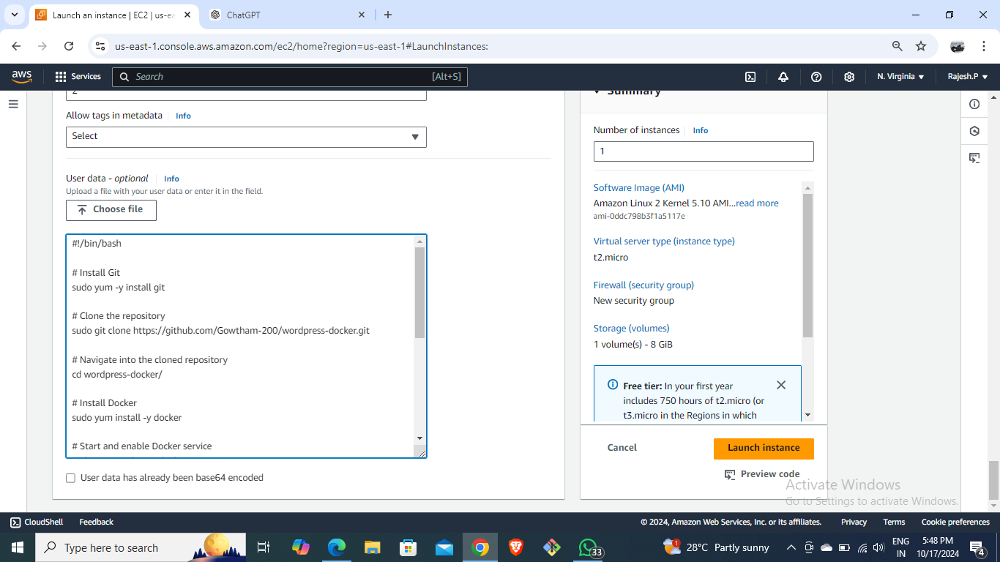 Launch an instance | EC2 | us-ea
ChatGPT
us-east-1.console.aws.amazon.com/ec2/home?region=us-east-1#LaunchInstances:
aws
Services
Search
[Alt+S]
N. Virginia
Rajesh.P
2
Allow tags in metadata
Info
Select
User data - optional
Info
Upload a file with your user data or enter it in the field.
Choose file
#!/bin/bash
# Install Git
sudo yum -y install git
# Clone the repository
sudo git clone https://github.com/Gowtham-200/wordpress-docker.git
# Navigate into the cloned repository
cd wordpress-docker/
# Install Docker
sudo yum install -y docker
# Start and enable Docker service
User data has already been base64 encoded
Summary
Number of instances
Info
1
Software Image (AMI)
Amazon Linux 2 Kernel 5.10 AMI...read more
ami-0ddc798b3f1a5117e
Virtual server type (instance type)
t2.micro
Firewall (security group)
New security group
Storage (volumes)
1 volume(s) - 8 GiB
Free tier: In your first year
includes 750 hours of t2.micro (or
t3.micro in the Regions in which
Cancel
Launch instance
Preview code
Activate Windows
Go to Settings to activate Windows.
CloudShell
Feedback
© 2024, Amazon Web Services, Inc. or its affiliates.
Privacy
Terms
Cookie preferences
Type here to search
33
1
28°C Partly sunny
ENG
IN
5:48 PM
10/17/2024
4